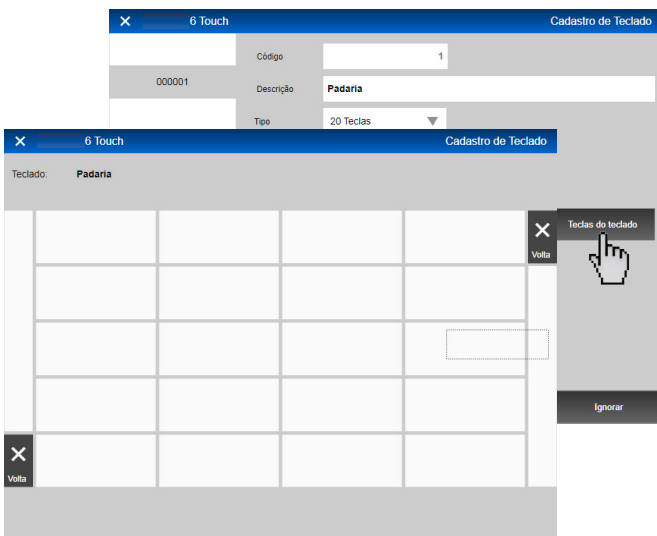 6 Touch
Cadastro de Teclado
Código
1
000001
Descrição
Padaria
Tipo
20 Teclas
6 Touch
Cadastro de Teclado
Teclado:
Padaria
Teclas do teclado
Volta
Ignorar
Volta